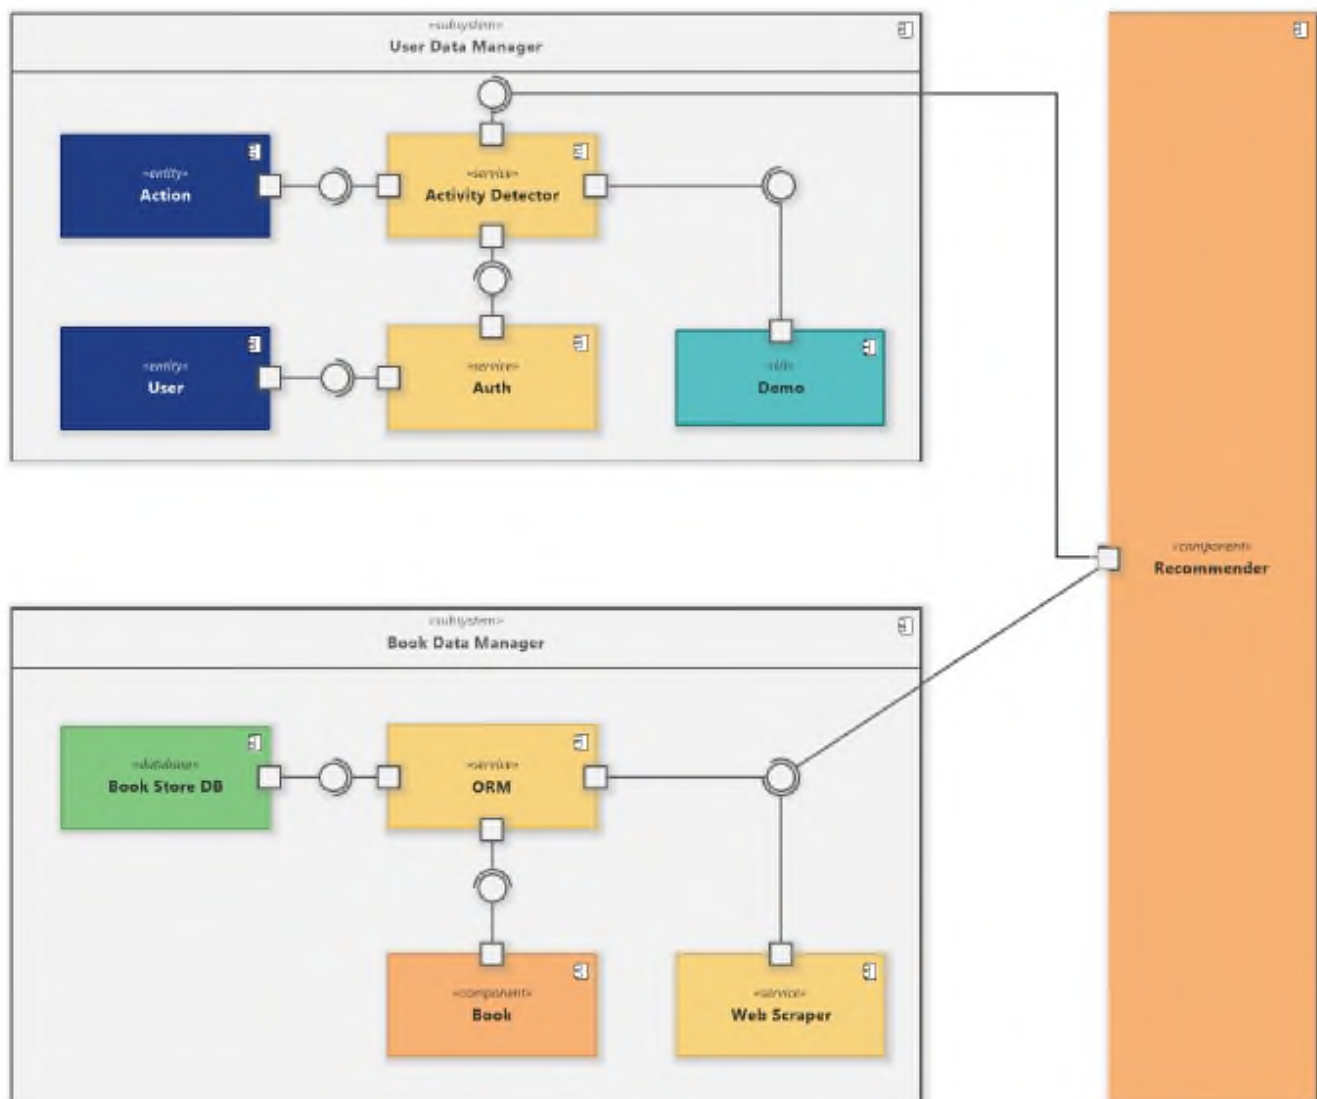 «subsystem»
User Data Manager
«entity»
Action
«service»
Activity Detector
«entity»
User
«service»
Auth
Demo
«component»
Recommender
«subsystem»
Book Data Manager
«database»
Book Store DB
«service»
ORM
«component»
Book
«service»
Web Scraper